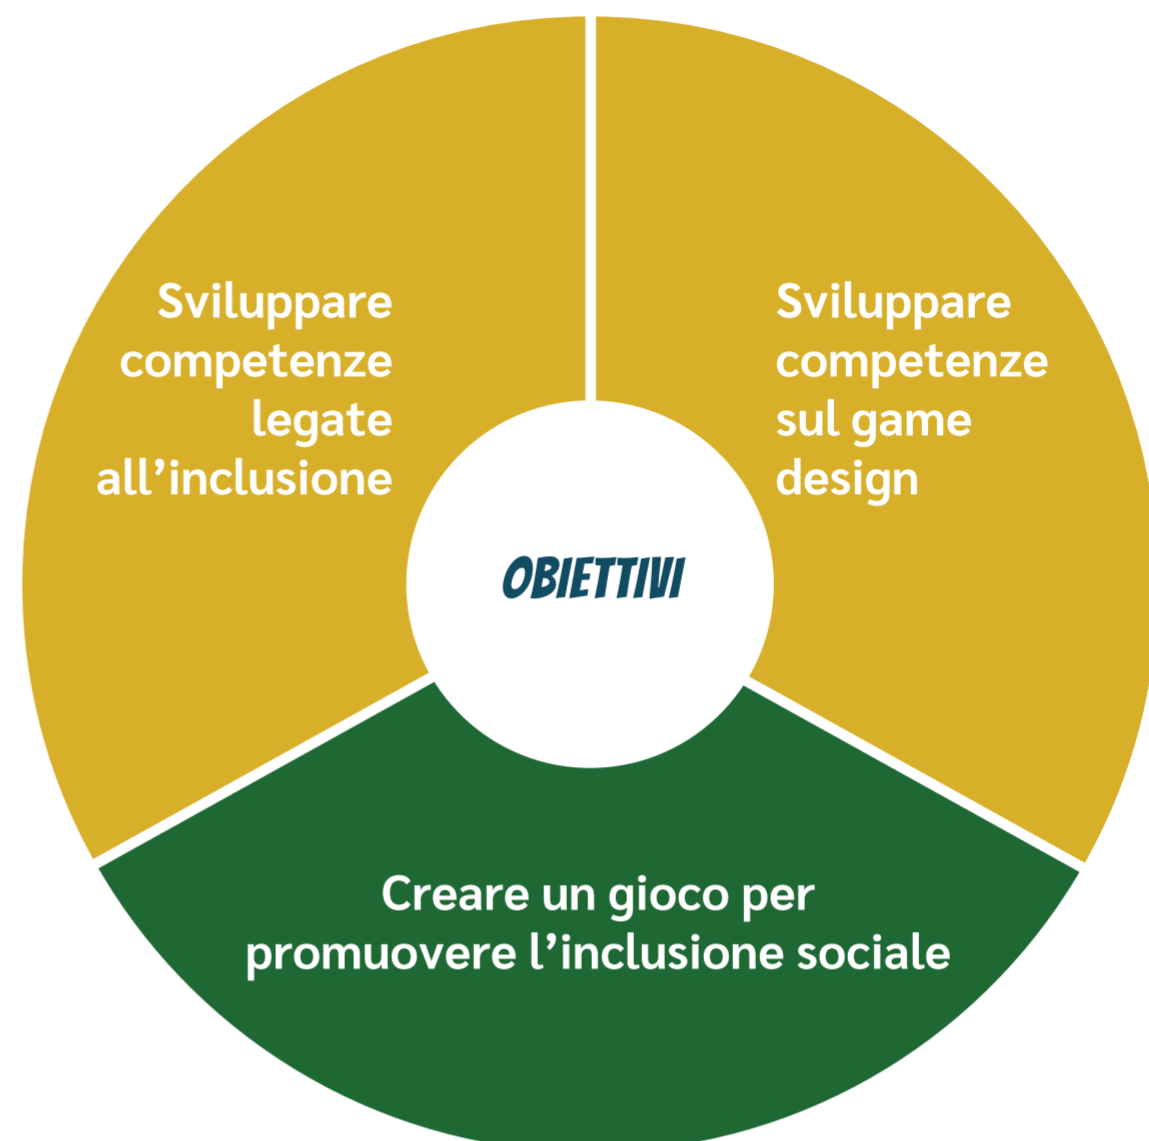 Sviluppare
competenze
legate
all’inclusione
Sviluppare
competenze
sul game
design
OBIETTIVI
Creare un gioco per
promuovere l’inclusione sociale